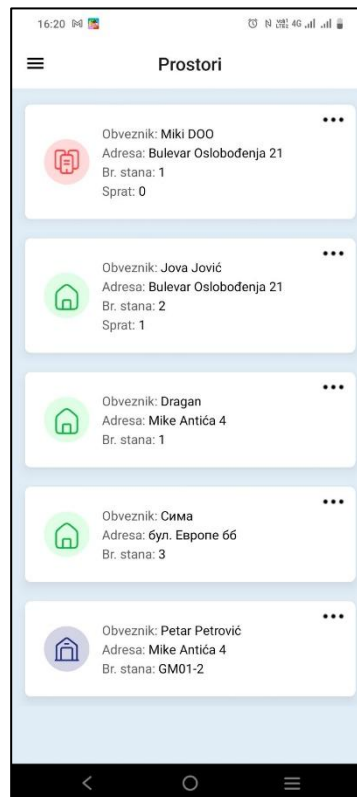 16:20
4G
Prostori
Obveznik: Miki DOO
Adresa: Bulevar Oslobođenja 21
Br. stana: 1
Sprat: 0
Obveznik: Jova Jović
Adresa: Bulevar Oslobođenja 21
Br. stana: 2
Sprat: 1
Obveznik: Dragan
Adresa: Mike Antića 4
Br. stana: 1
Obveznik: Сима
Adresa: бул. Европе бб
Br. stana: 3
Obveznik: Petar Petrović
Adresa: Mike Antića 4
Br. stana: GM01-2